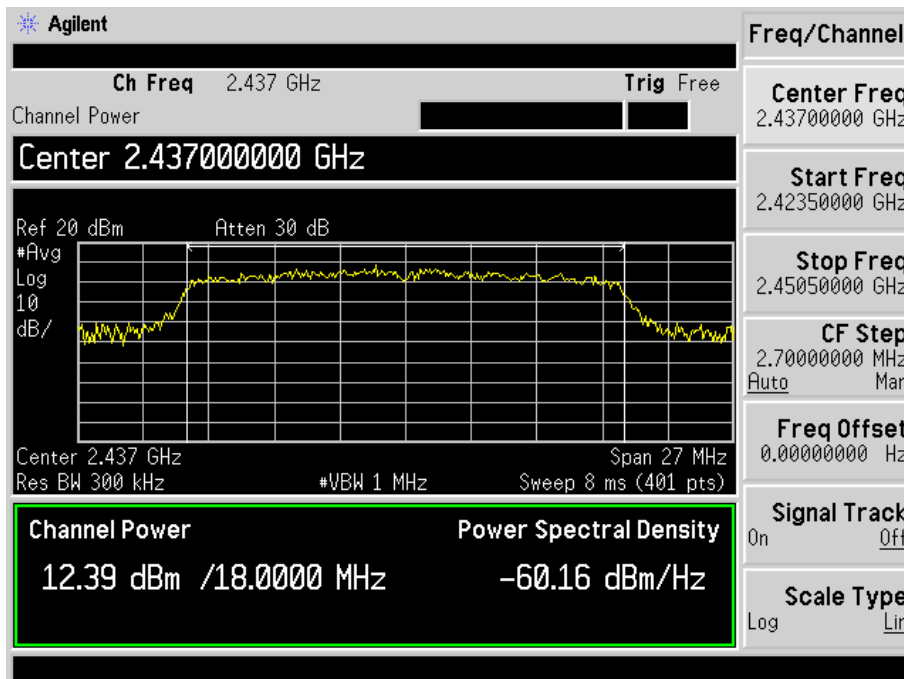 Agilent
Freq/Channel
Ch Freq 2.437 GHz Trig Free
Channel Power
Center 2.437000000 GHz
Ref 20 dBm Atten 30 dB
#Avg
Log
10
dB/
Center 2.437 GHz Span 27 MHz
Res BW 300 kHz #VBW 1 MHz Sweep 8 ms (401 pts)
Channel Power Power Spectral Density
12.39 dBm /18.0000 MHz -60.16 dBm/Hz
Center Freq
2.43700000 GHz
Start Freq
2.42350000 GHz
Stop Freq
2.45050000 GHz
CF Step
2.70000000 MHz
Auto Man
Freq Offset
0.00000000 Hz
Signal Track
On Off
Scale Type
Log Lin